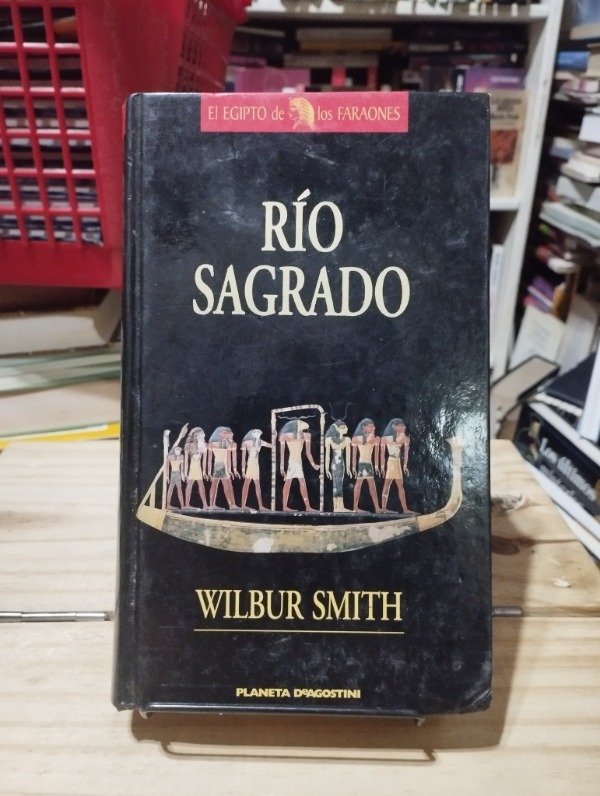 El EGIPTO de los FARAONES
RÍO
SAGRADO
WILBUR SMITH
PLANETA DeAGOSTINI